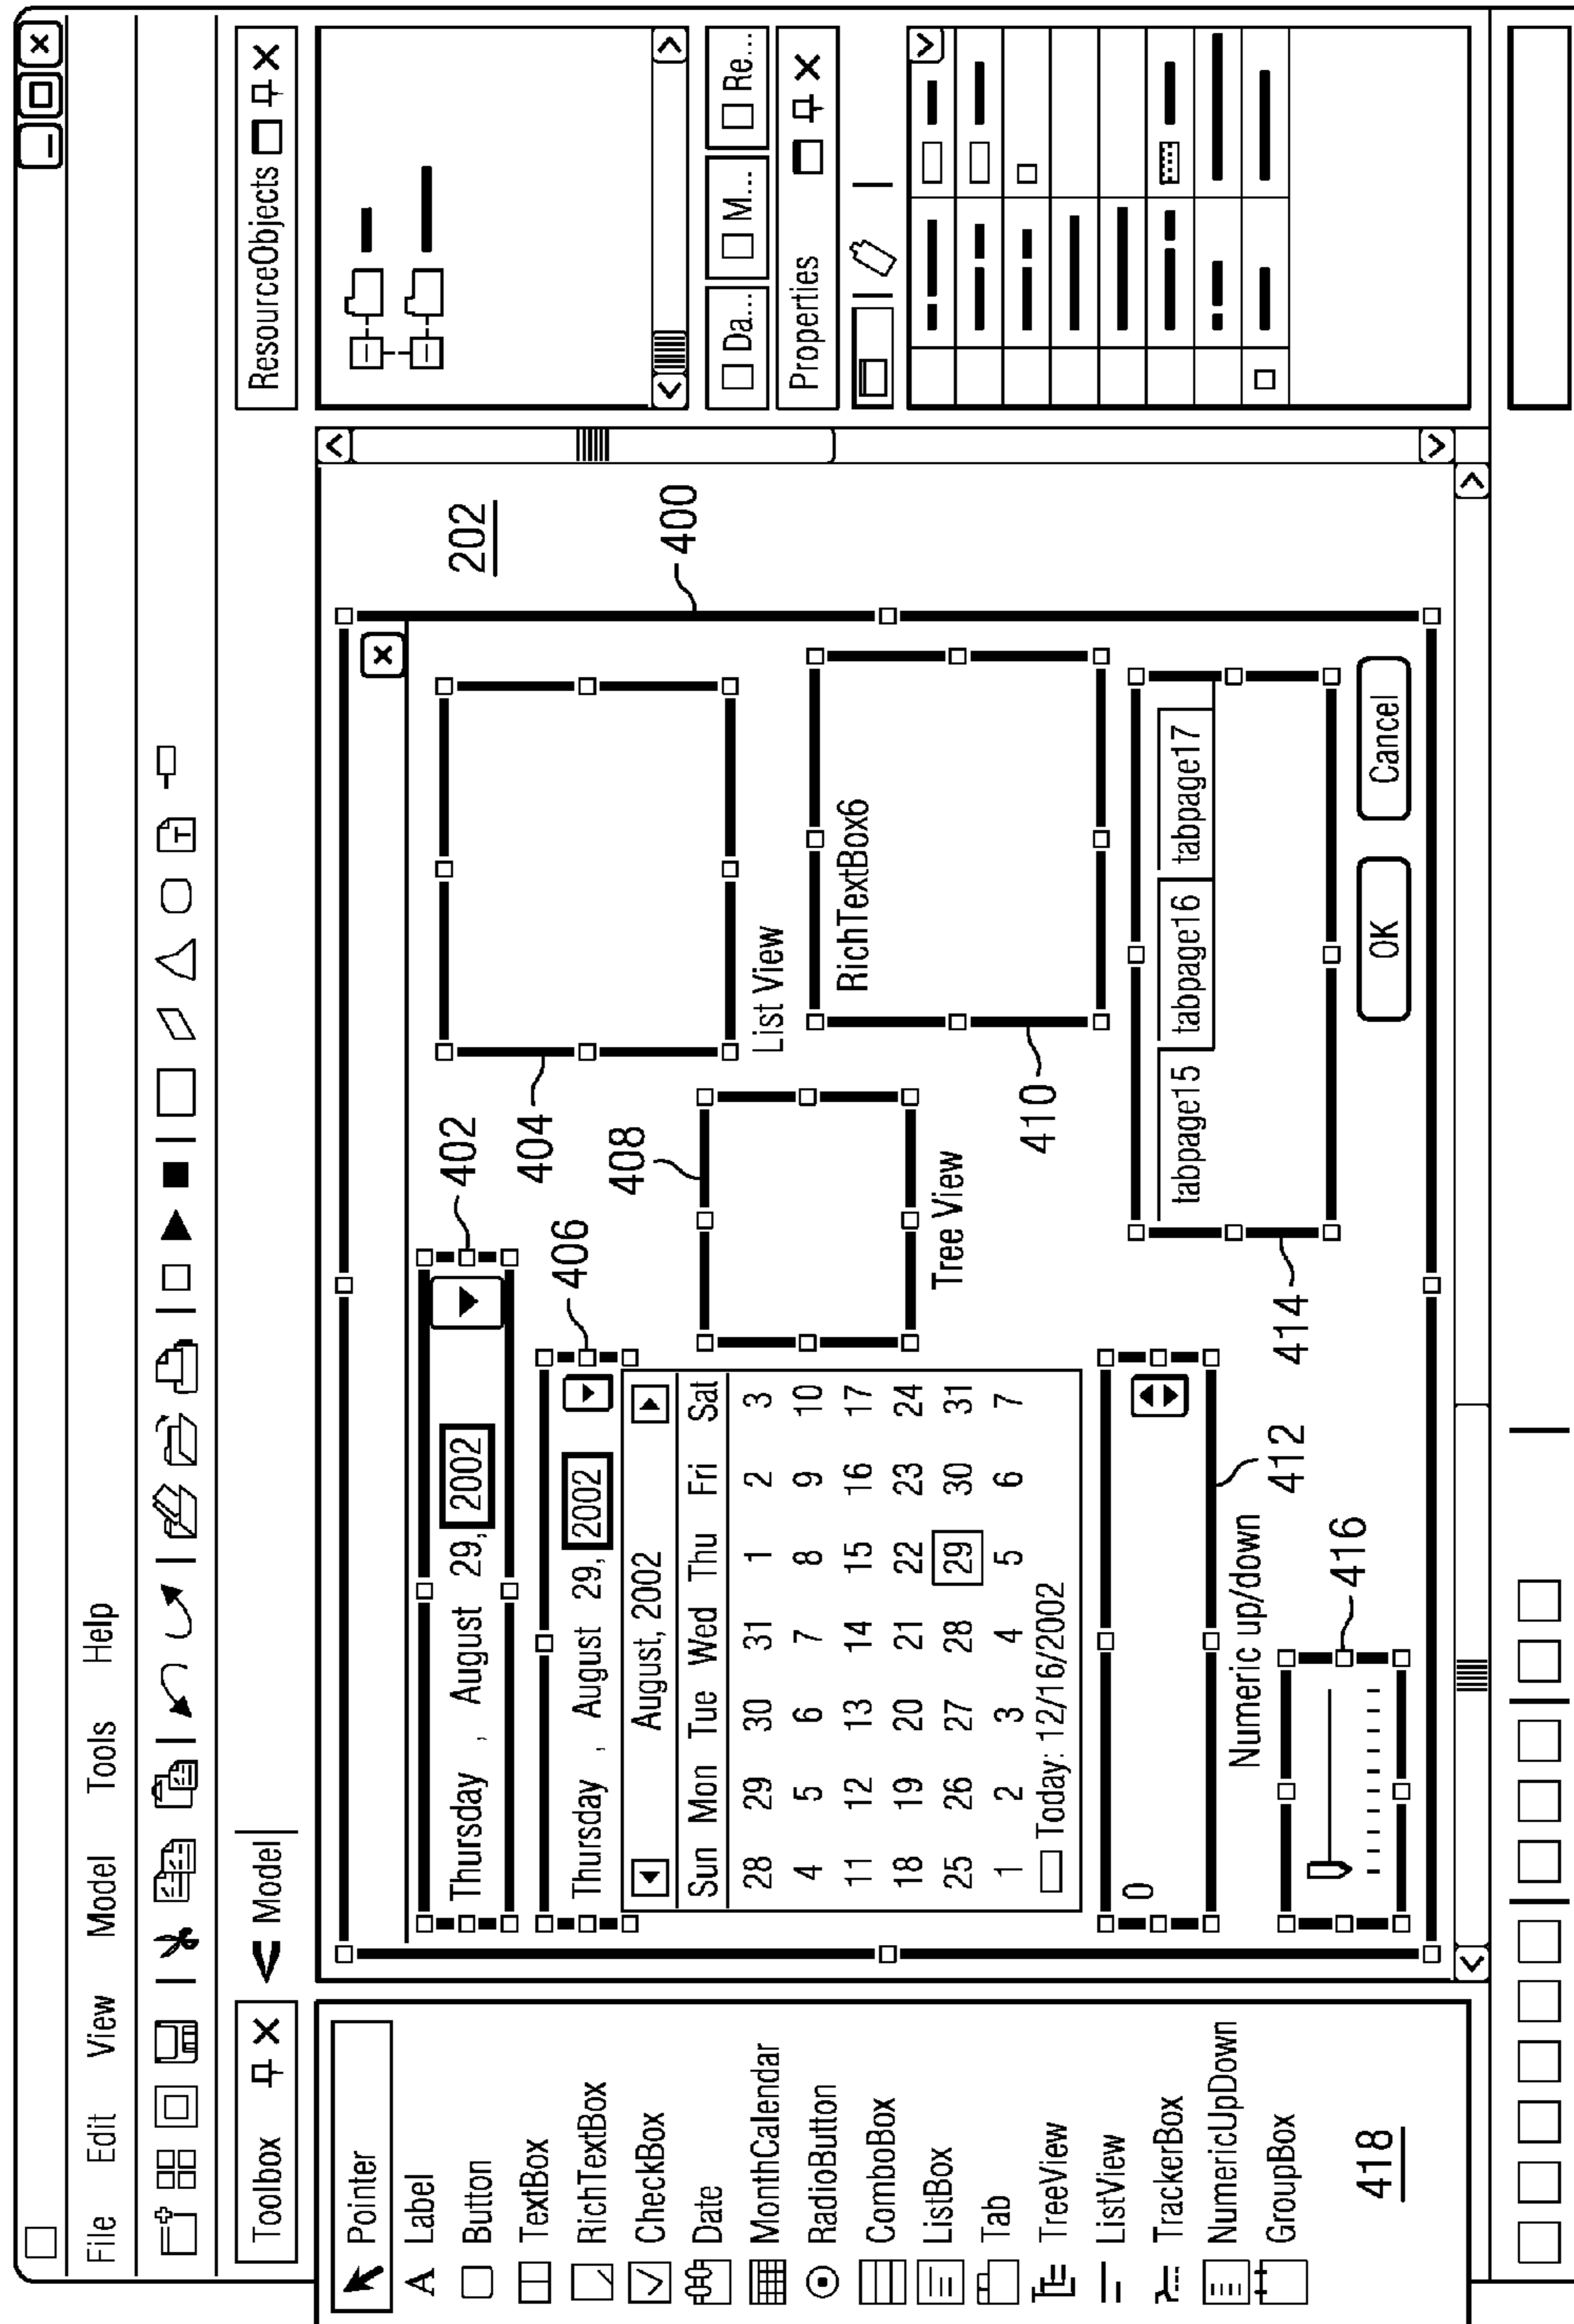 File Edit View Model Tools Help
Toolbox
Model
ResourceObjects
Pointer
A Label
Button
TextBox
RichTextBox
CheckBox
Date
MonthCalendar
RadioButton
ComboBox
ListBox
Tab
TreeView
ListView
TrackerBox
NumericUpDown
GroupBox
418
202
400
Thursday , August 29, 2002
402
404
List View
Thursday , August 29, 2002
406
August, 2002
Sun Mon Tue Wed Thu Fri Sat
28 29 30 31 1 2 3
4 5 6 7 8 9 10
11 12 13 14 15 16 17
18 19 20 21 22 23 24
25 26 27 28 29 30 31
1 2 3 4 5 6 7
Today: 12/16/2002
408
Tree View
RichTextBox6
410
0
412
Numeric up/down
tabpage15 tabpage16 tabpage17
414
416
OK Cancel
Da... M... Re...
Properties